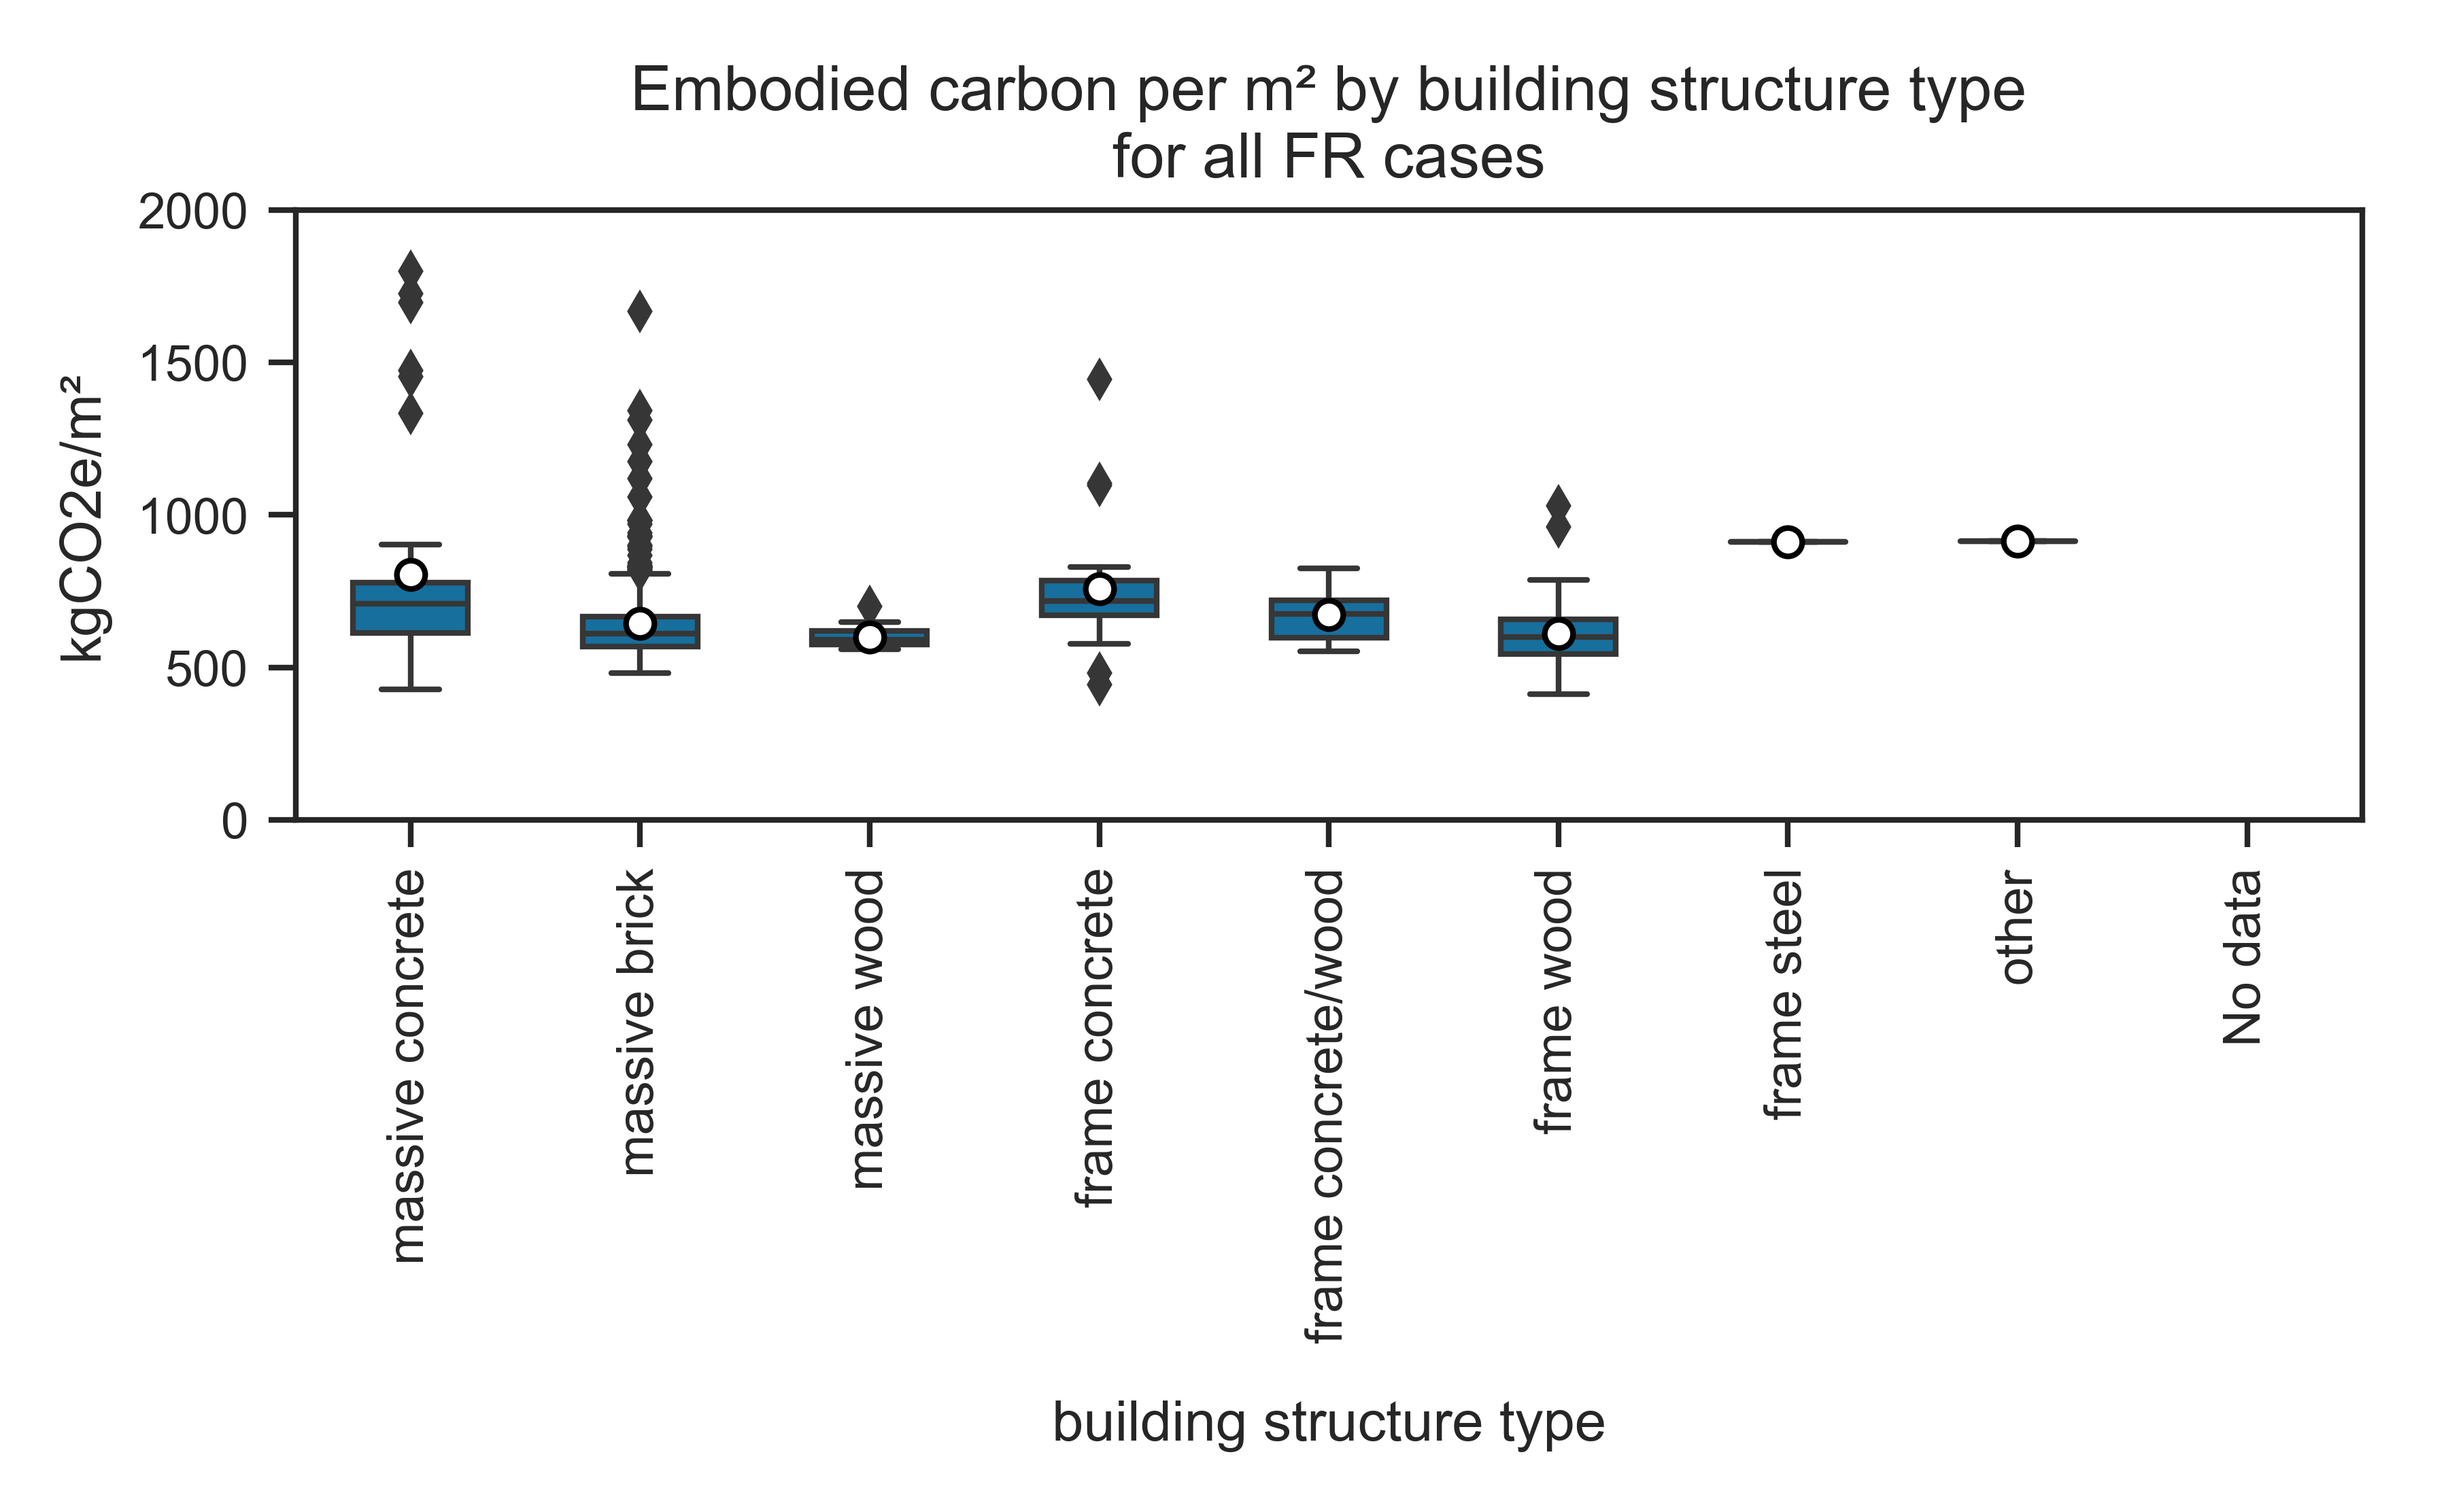 Embodied carbon per m² by building structure type
for all FR cases
kgCO2e/m²
2000
1500
1000
500
0
massive concrete
massive brick
massive wood
frame concrete
frame concrete/wood
frame wood
frame steel
other
No data
building structure type